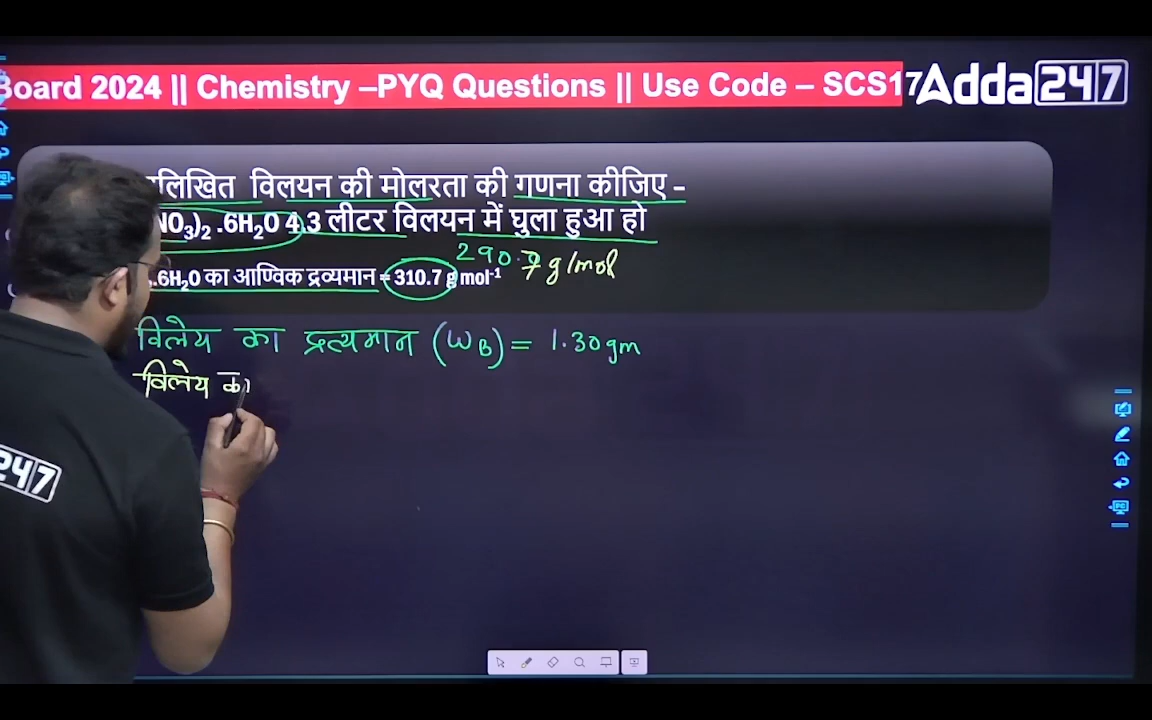 Board 2024 || Chemistry –PYQ Questions || Use Code – SCS17
Adda247
विलयन की मोलरता की गणना कीजिए -
NO₃)₂ .6H₂O 4.3 लीटर विलयन में घुला हुआ हो
290.7 g/mol
.6H₂O का आण्विक द्रव्यमान = 310.7 g mol⁻¹
विलेय का द्रव्यमान (WB) = 1.30 gm
विलेय का
247